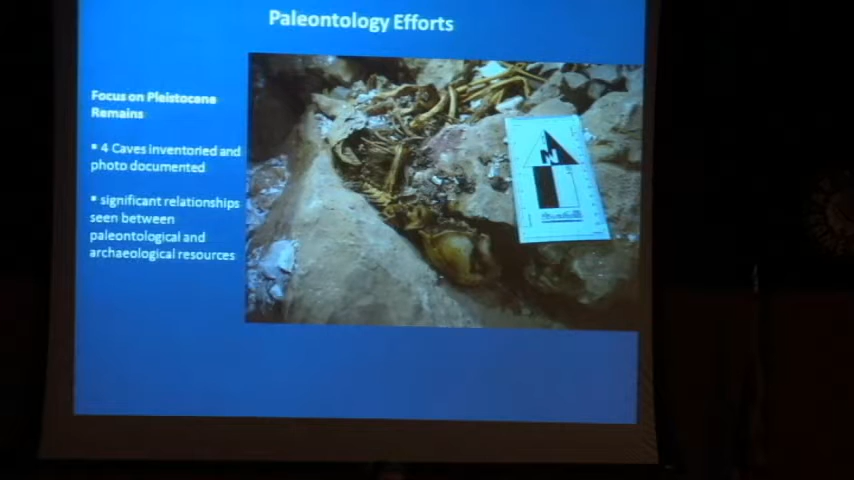 Paleontology Efforts
Focus on Pleistocene
Remains
▪ 4 Caves inventoried and
photo documented
▪ significant relationships
seen between
paleontological and
archaeological resources
N